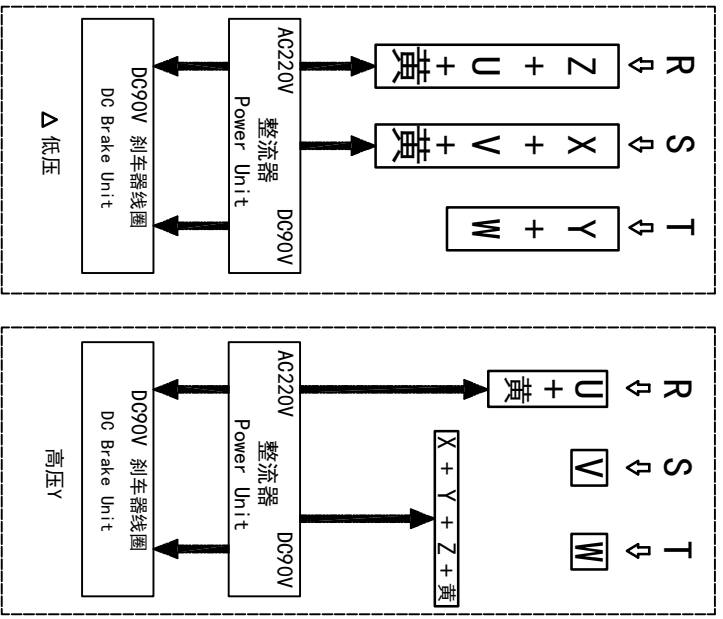 R S T
Z + U + 黄
X + V + 黄
Y + W
AC220V 整流器 DC90V
Power Unit
DC90V 刹车器线圈
DC Brake Unit
△ 低压
R S T
U + 黄
V
W
X + Y + Z + 黄
AC220V 整流器 DC90V
Power Unit
DC90V 刹车器线圈
DC Brake Unit
高压Y